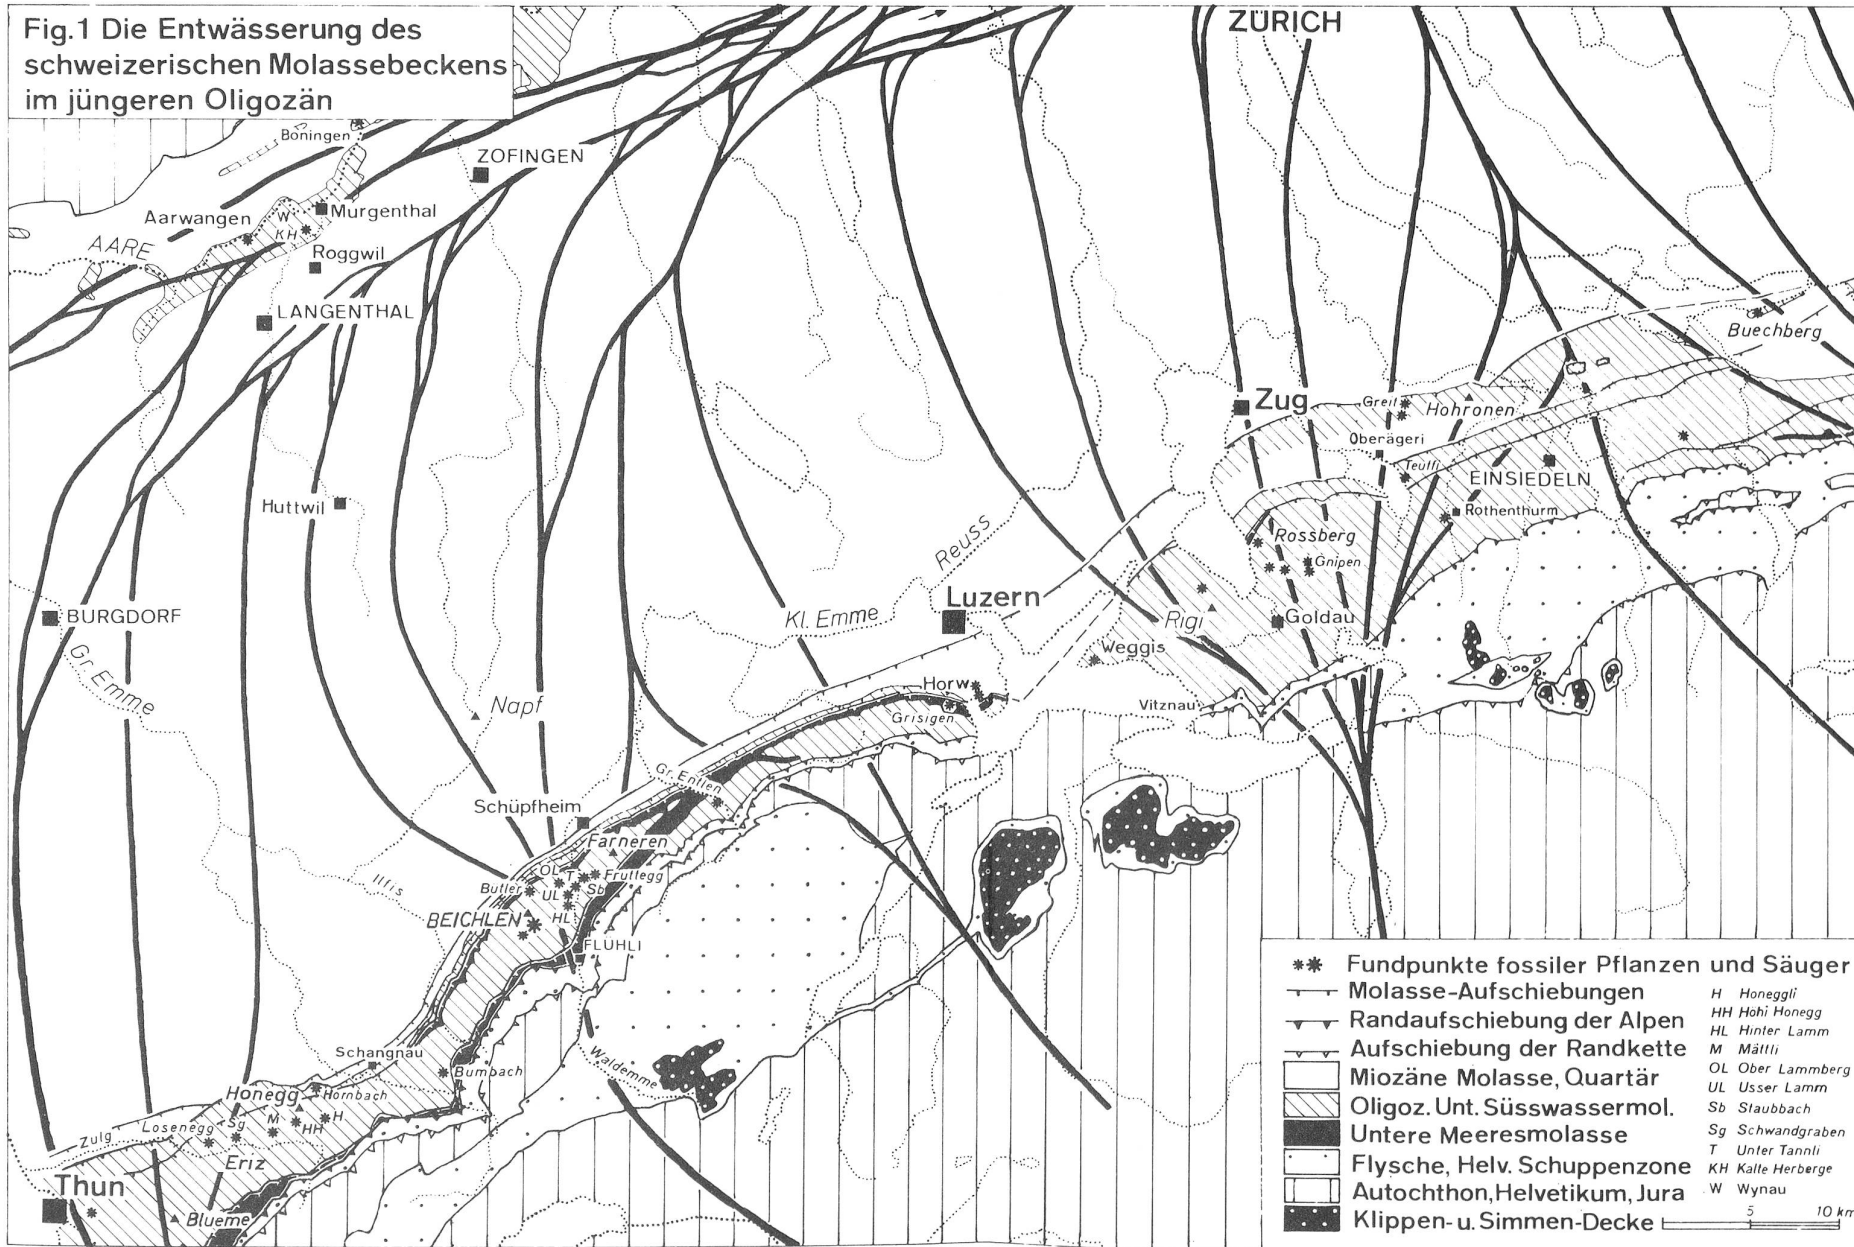 Fig.1 Die Entwässerung des
schweizerischen Molassebeckens
im jüngeren Oligozän
ZÜRICH
Boningen
ZOFINGEN
Aarwangen
W
Murgenthal
KH
AARE
Roggwil
LANGENTHAL
Buechberg
Zug
Greit
Hohronen
Oberägeri
Teuffi
EINSIEDELN
Huttwil
Rothenthurm
Reuss
Rossberg
Gnipen
BURGDORF
Luzern
Kl. Emme
Rigi
Goldau
Weggis
Gr. Emme
Horw
Napf
Vitznau
Grisigen
Gr. Entlen
Schüpfheim
Farneren
OL
T
Fruttegg
Ilfis
Butler
UL
Sb
BEICHLEN
HL
FLÜHLI
Schangnau
Waldemme
Bumbach
Honegg
Hornbach
Losenegg
Sg
M
H
HH
Zulg
Eriz
Thun
Blueme
Fundpunkte fossiler Pflanzen und Säuger
Molasse-Aufschiebungen
Randaufschiebung der Alpen
Aufschiebung der Randkette
Miozäne Molasse, Quartär
Oligoz. Unt. Süsswassermol.
Untere Meeresmolasse
Flysche, Helv. Schuppenzone
Autochthon, Helvetikum, Jura
Klippen- u. Simmen-Decke
H Honeggli
HH Höhi Honegg
HL Hinter Lamm
M Mättli
OL Ober Lammberg
UL Usser Lamm
Sb Staubbach
Sg Schwandgraben
T Unter Tannli
KH Kalte Herberge
W Wynau
5 10 km